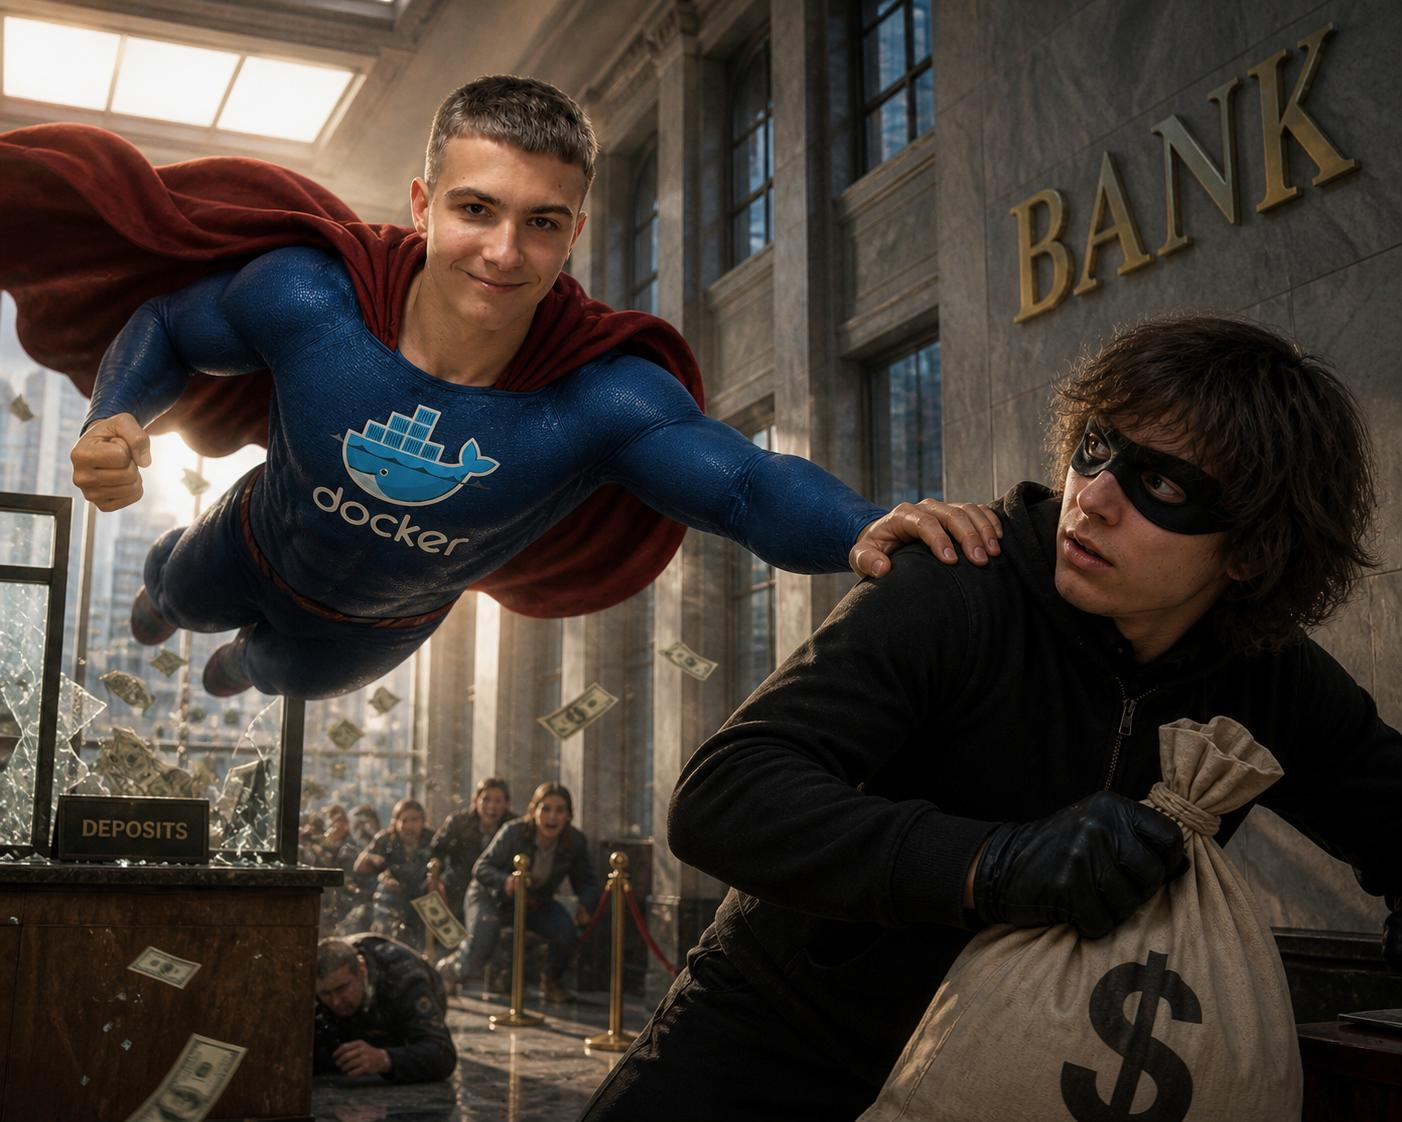 BANK
docker
DEPOSITS
$